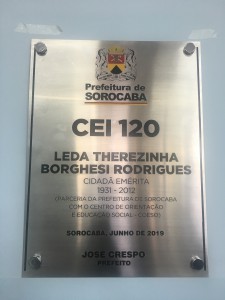 Prefeitura de
SOROCABA
CEI 120
LEDA THEREZINHA
BORGHESI RODRIGUES
CIDADÃ EMÉRITA
1931 - 2012
(PARCERIA DA PREFEITURA DE SOROCABA
COM O CENTRO DE ORIENTAÇÃO
E EDUCAÇÃO SOCIAL - COESO)
SOROCABA, JUNHO DE 2019
JOSÉ CRESPO
PREFEITO